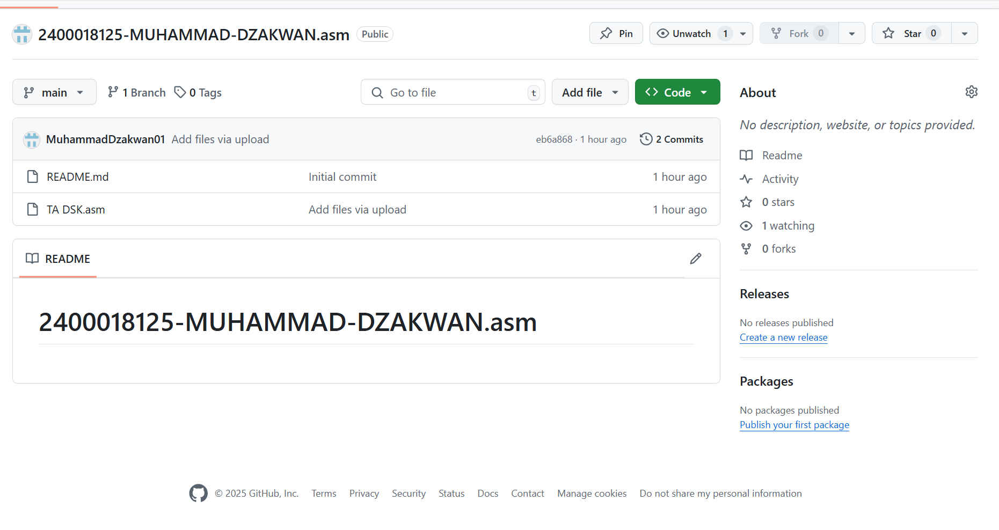 2400018125-MUHAMMAD-DZAKWAN.asm Public Pin Unwatch 1 Fork 0 Star 0
main 1 Branch 0 Tags Go to file t Add file Code
MuhammadDzakwan01 Add files via upload eb6a868 · 1 hour ago 2 Commits
README.md Initial commit 1 hour ago
TA DSK.asm Add files via upload 1 hour ago
README
2400018125-MUHAMMAD-DZAKWAN.asm
About
No description, website, or topics provided.
Readme
Activity
0 stars
1 watching
0 forks
Releases
No releases published
Create a new release
Packages
No packages published
Publish your first package
© 2025 GitHub, Inc. Terms Privacy Security Status Docs Contact Manage cookies Do not share my personal information